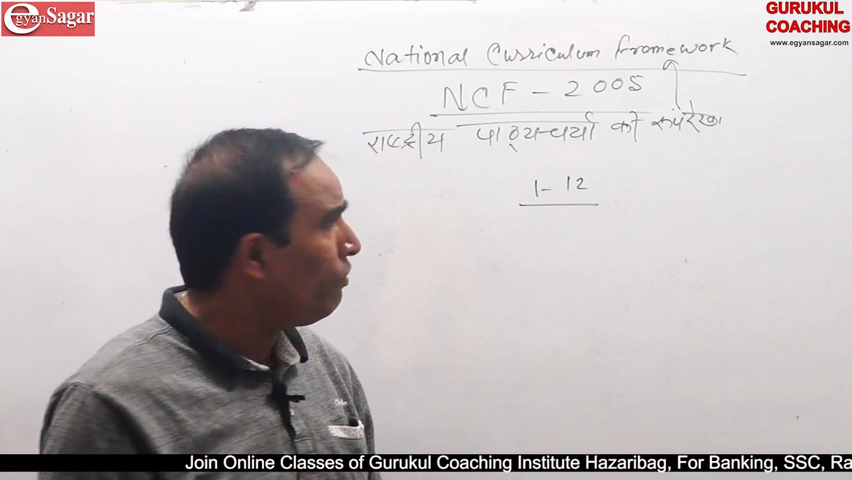 egyanSagar
GURUKUL
COACHING
www.egyansagar.com
National Curriculum Framework
NCF - 2005
राष्ट्रीय पाठ्यचर्या की रूपरेखा
1- 12
Join Online Classes of Gurukul Coaching Institute Hazaribag, For Banking, SSC, Ra